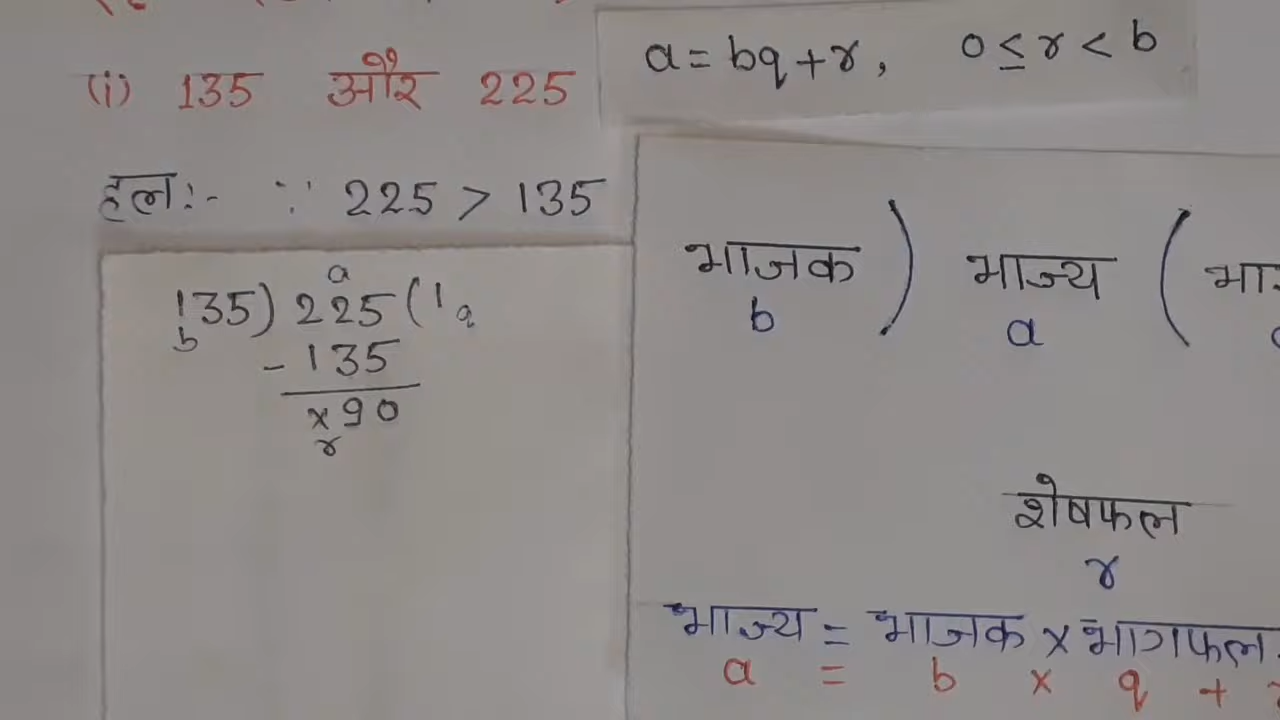 (i) 135 और 225
a = bq + r, 0 ≤ r < b
हल:- ∵ 225 > 135
a
135) 225 (1 q
b
- 135
× 90
r
भाजक ) भाज्य (
b a
शेषफल
r
भाज्य = भाजक × भागफल
a = b × q +